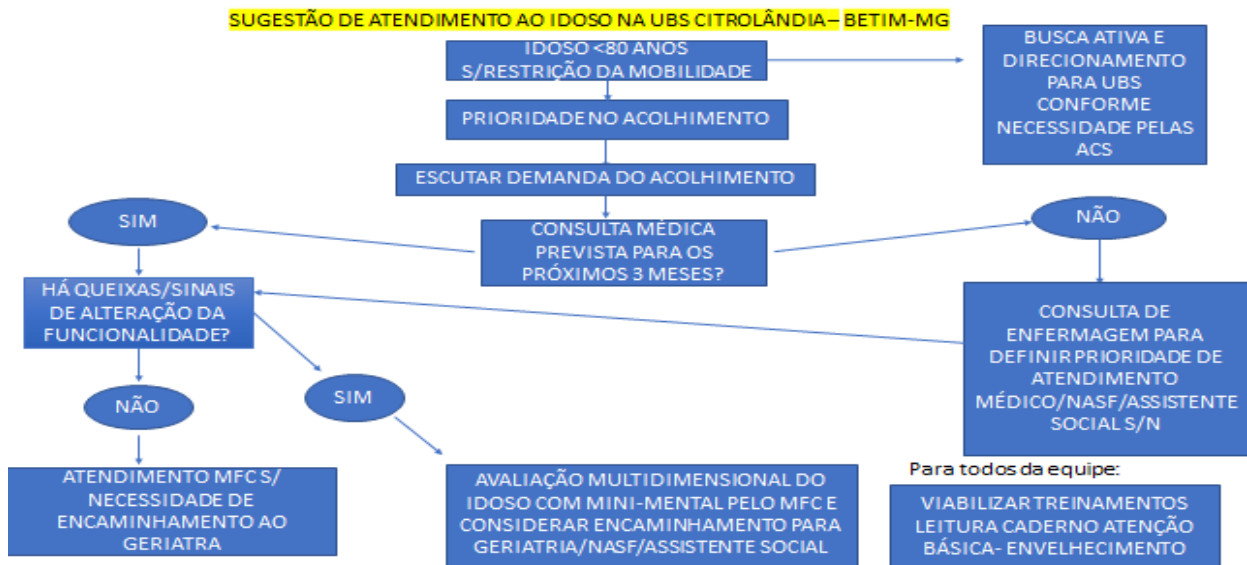 SUGESTÃO DE ATENDIMENTO AO IDOSO NA UBS CITROLÂNDIA– BETIM-MG
IDOSO <80 ANOS
S/RESTRIÇÃO DA MOBILIDADE
BUSCA ATIVA E
DIRECIONAMENTO
PARA UBS
CONFORME
NECESSIDADE PELAS
ACS
PRIORIDADE NO ACOLHIMENTO
ESCUTAR DEMANDA DO ACOLHIMENTO
SIM
CONSULTA MÉDICA
PREVISTA PARA OS
PRÓXIMOS 3 MESES?
NÃO
HÁ QUEIXAS/SINAIS
DE ALTERAÇÃO DA
FUNCIONALIDADE?
CONSULTA DE
ENFERMAGEM PARA
DEFINIR PRIORIDADE DE
ATENDIMENTO
MÉDICO/NASF/ASSISTENTE
SOCIAL S/N
NÃO
SIM
ATENDIMENTO MFC S/
NECESSIDADE DE
ENCAMINHAMENTO AO
GERIATRA
AVALIAÇÃO MULTIDIMENSIONAL DO
IDOSO COM MINI-MENTAL PELO MFC E
CONSIDERAR ENCAMINHAMENTO PARA
GERIATRIA/NASF/ASSISTENTE SOCIAL
Para todos da equipe:
VIABILIZAR TREINAMENTOS
LEITURA CADERNO ATENÇÃO
BÁSICA- ENVELHECIMENTO